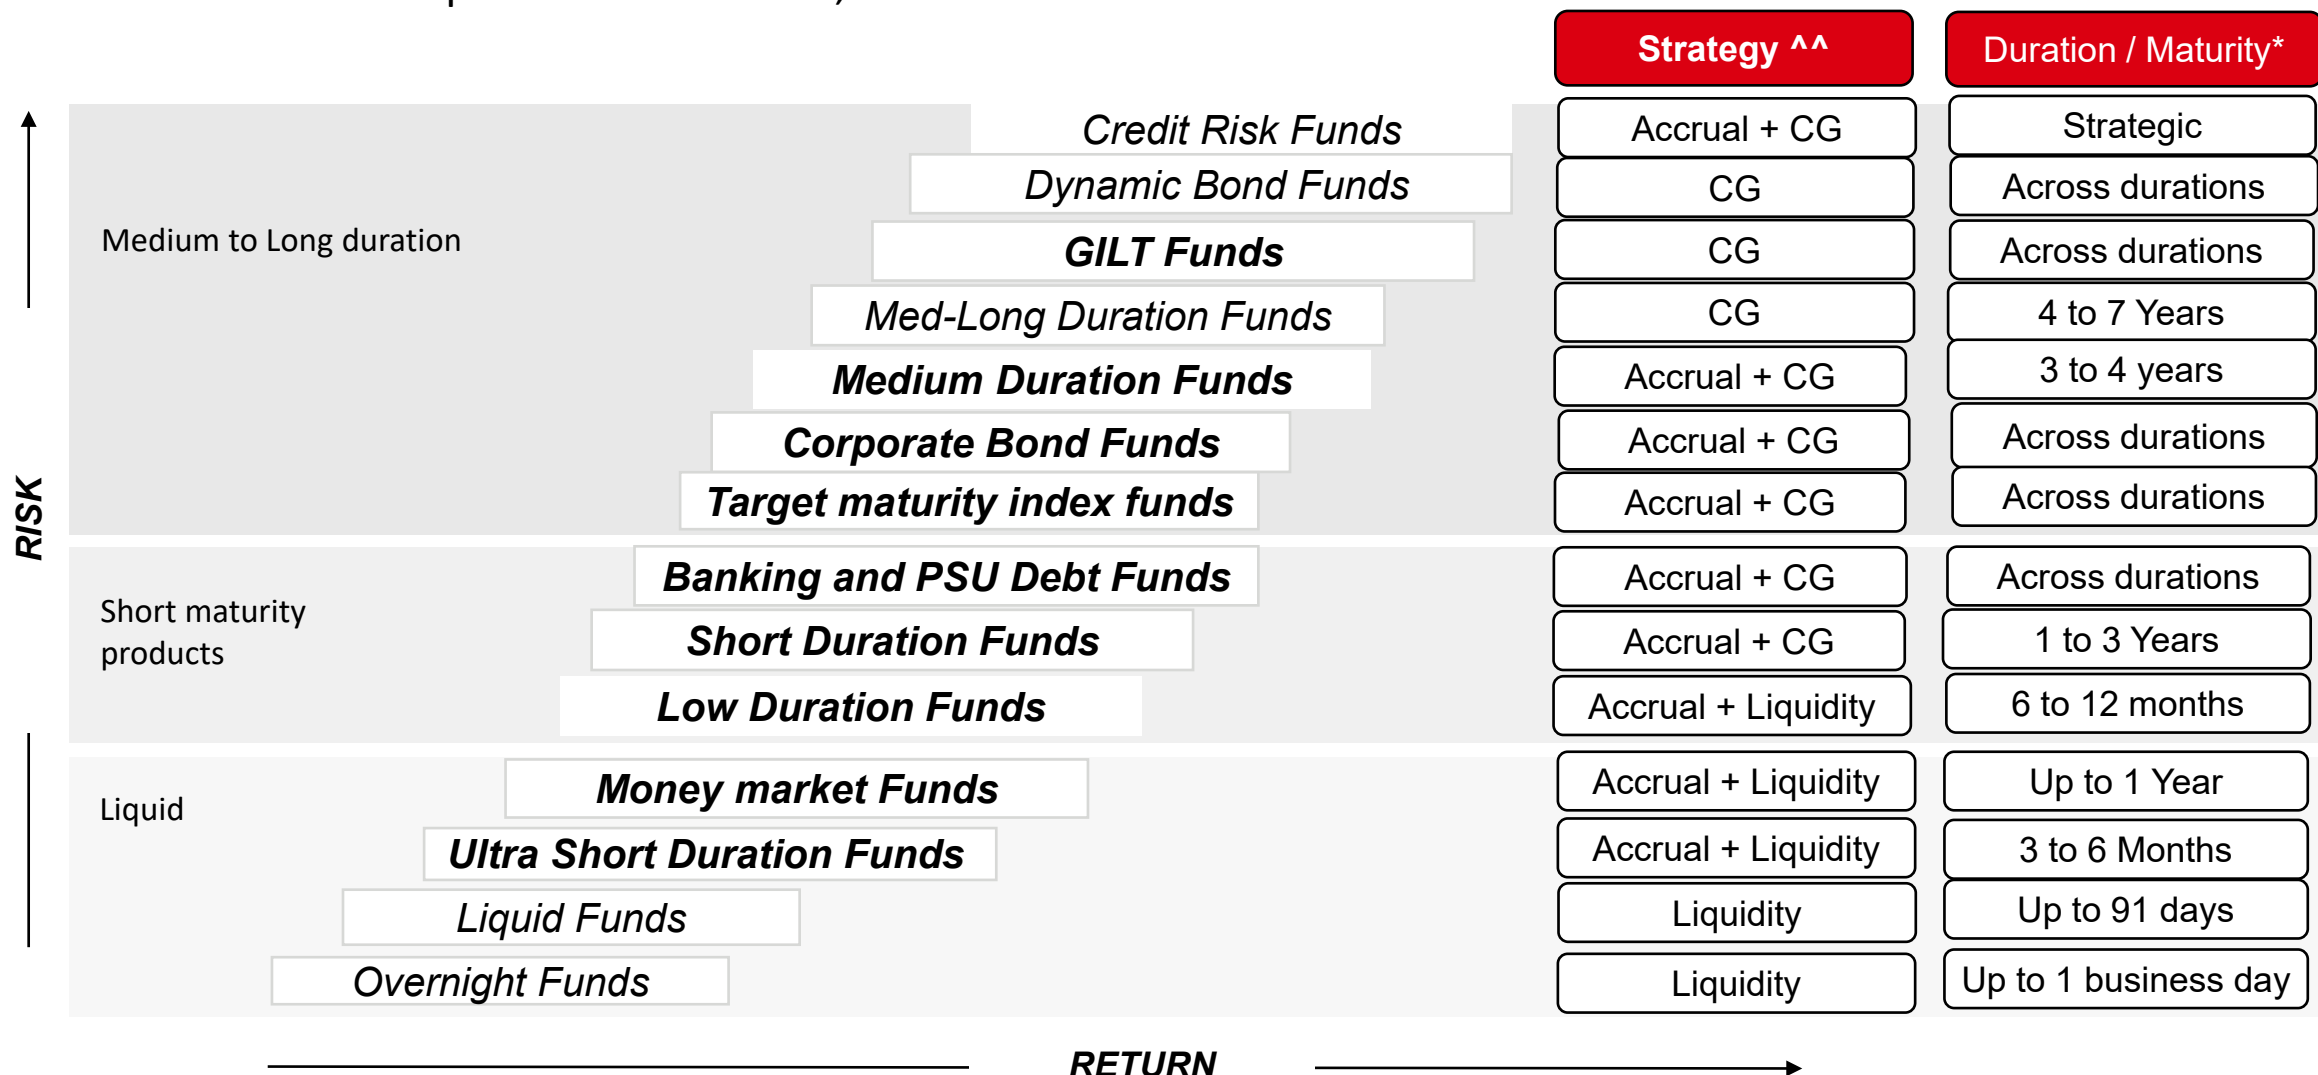 Strategy ^^ Duration / Maturity*
Credit Risk Funds Accrual + CG Strategic
Dynamic Bond Funds CG Across durations
Medium to Long duration GILT Funds CG Across durations
Med-Long Duration Funds CG 4 to 7 Years
Medium Duration Funds Accrual + CG 3 to 4 years
Corporate Bond Funds Accrual + CG Across durations
Target maturity index funds Accrual + CG Across durations
RISK
Banking and PSU Debt Funds Accrual + CG Across durations
Short maturity
products
Short Duration Funds Accrual + CG 1 to 3 Years
Low Duration Funds Accrual + Liquidity 6 to 12 months
Money market Funds Accrual + Liquidity Up to 1 Year
Liquid
Ultra Short Duration Funds Accrual + Liquidity 3 to 6 Months
Liquid Funds Liquidity Up to 91 days
Overnight Funds Liquidity Up to 1 business day
RETURN